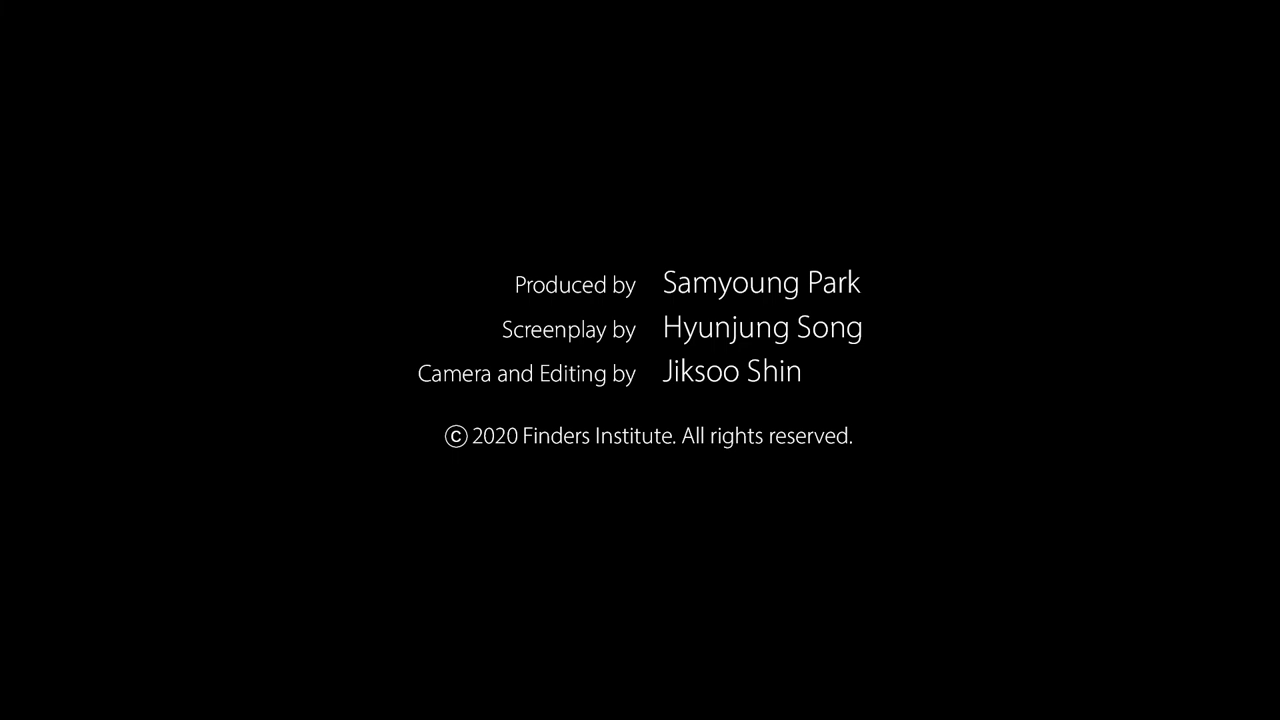 Produced by Samyoung Park
Screenplay by Hyunjung Song
Camera and Editing by Jiksoo Shin
ⓒ 2020 Finders Institute. All rights reserved.